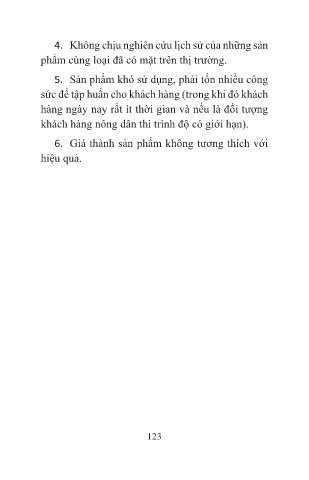 4. Không chịu nghiên cứu lịch sử của những sản
phẩm cùng loại đã có mặt trên thị trường.
5. Sản phẩm khó sử dụng, phải tốn nhiều công
sức để tập huấn cho khách hàng (trong khi đó khách
hàng ngày nay rất ít thời gian và nếu là đối tượng
khách hàng nông dân thì trình độ có giới hạn).
6. Giá thành sản phẩm không tương thích với
hiệu quả.
123